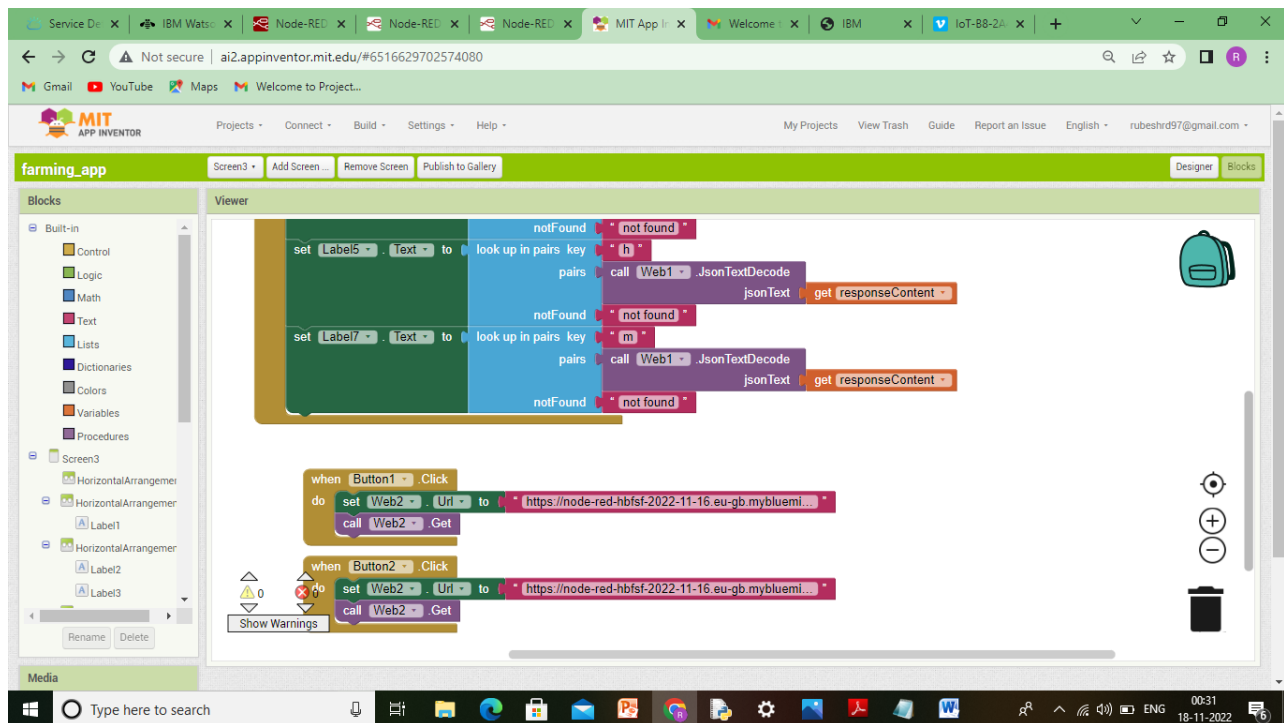 Service De
IBM Wats
Node-RED
Node-RED
Node-RED
MIT App In
Welcome t
IBM
IoT-B8-2A
Not secure ai2.appinventor.mit.edu/#6516629702574080
R
Gmail YouTube Maps Welcome to Project...
MIT
APP INVENTOR
Projects Connect Build Settings Help My Projects View Trash Guide Report an Issue English rubeshrd97@gmail.com
farming_app Screen3 Add Screen ... Remove Screen Publish to Gallery Designer Blocks
Blocks
Built-in
Control
Logic
Math
Text
Lists
Dictionaries
Colors
Variables
Procedures
Screen3
HorizontalArrangemer
HorizontalArrangemer
Label1
HorizontalArrangemer
Label2
Label3
Rename Delete
Media
Viewer
notFound " not found "
set Label5 . Text to look up in pairs key " h "
pairs call Web1 .JsonTextDecode
jsonText get responseContent
notFound " not found "
set Label7 . Text to look up in pairs key " m "
pairs call Web1 .JsonTextDecode
jsonText get responseContent
notFound " not found "
when Button1 .Click
do set Web2 . Url to " https://node-red-hbfsf-2022-11-16.eu-gb.mybluemi... "
call Web2 .Get
when Button2 .Click
do set Web2 . Url to " https://node-red-hbfsf-2022-11-16.eu-gb.mybluemi... "
call Web2 .Get
0 0
Show Warnings
Type here to search
ENG
00:31
18-11-2022
6